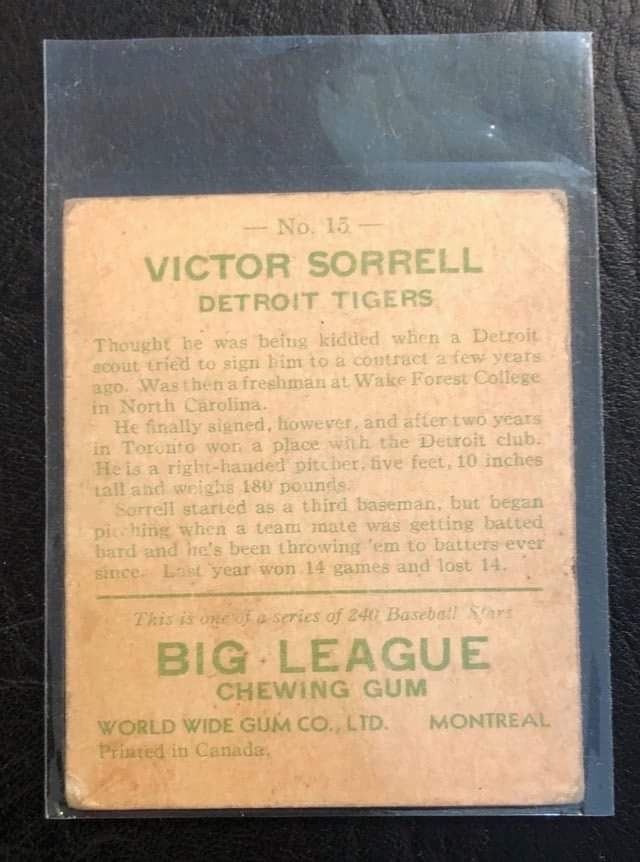 — No. 15 —
VICTOR SORRELL
DETROIT TIGERS
Thought he was being kidded when a Detroit
scout tried to sign him to a contract a few years
ago. Was then a freshman at Wake Forest College
in North Carolina.
He finally signed, however, and after two years
in Toronto won a place with the Detroit club.
He is a right-handed pitcher, five feet, 10 inches
tall and weighs 180 pounds.
Sorrell started as a third baseman, but began
pitching when a team mate was getting batted
hard and he's been throwing 'em to batters ever
since. Last year won 14 games and lost 14.
This is one of a series of 240 Baseball Stars
BIG LEAGUE
CHEWING GUM
WORLD WIDE GUM CO., LTD. MONTREAL
Printed in Canada.